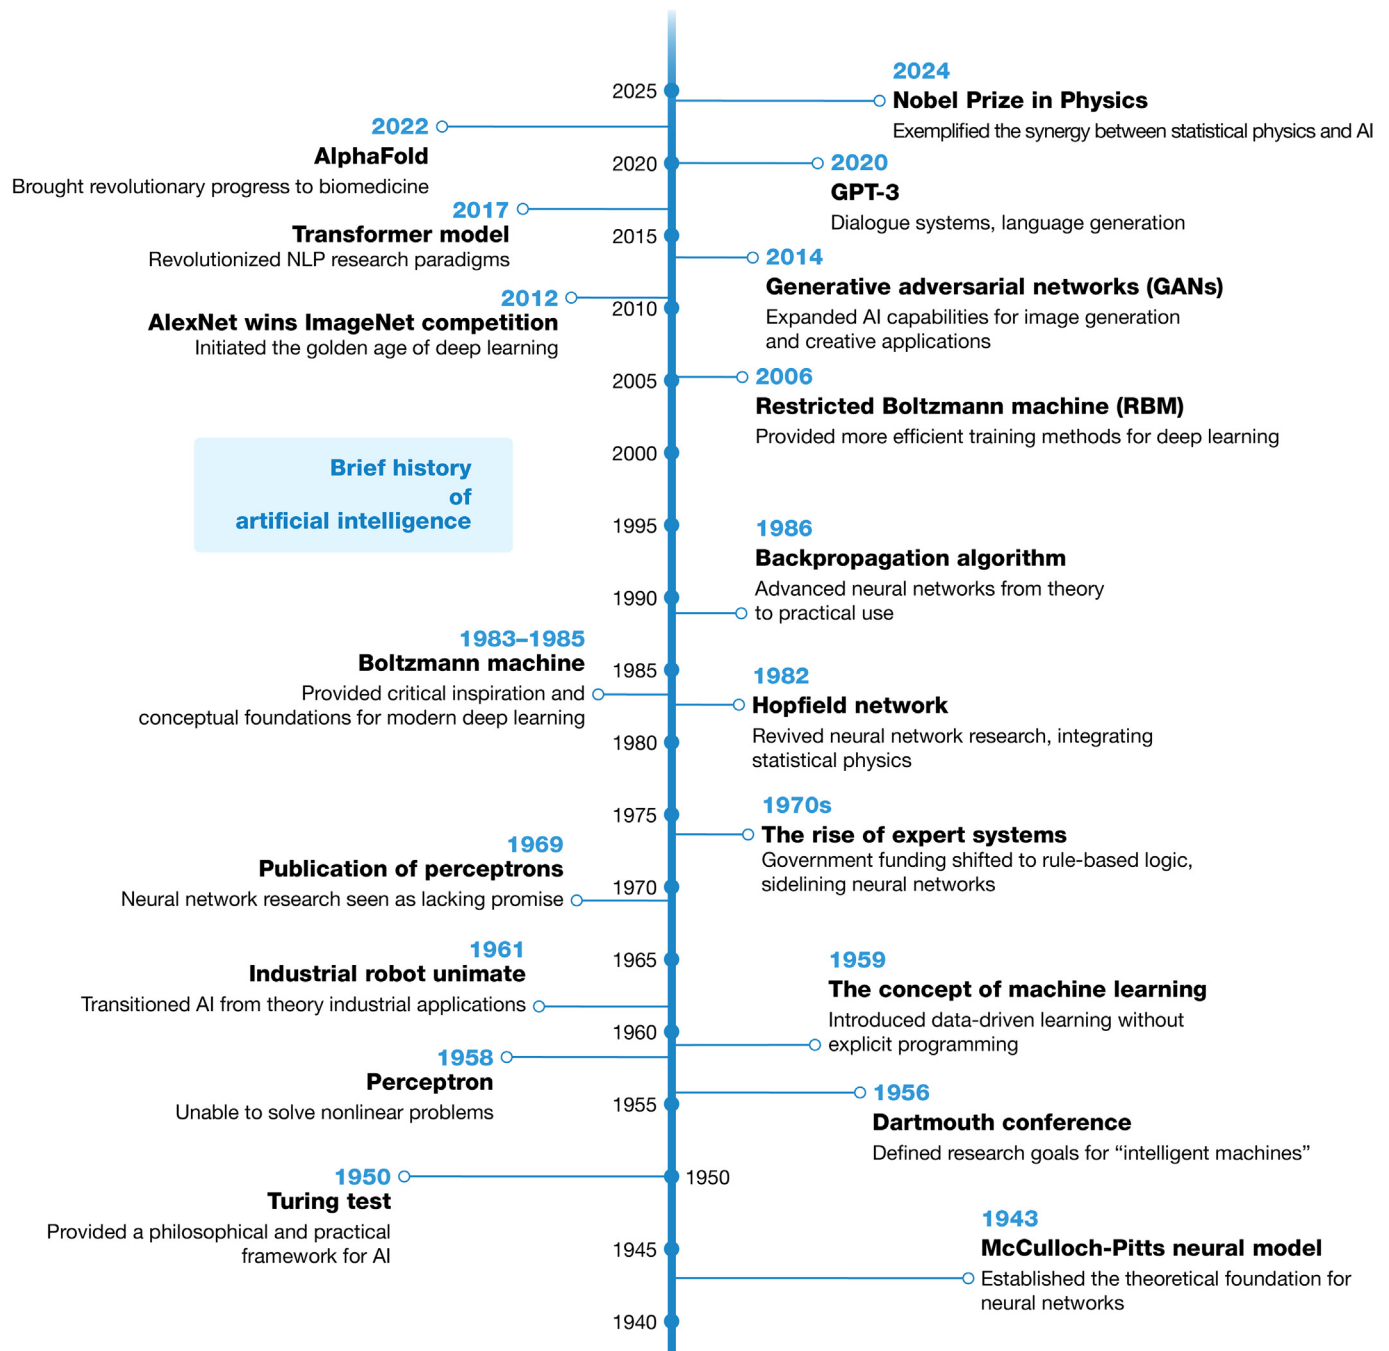 2024
2025
Nobel Prize in Physics
Exemplified the synergy between statistical physics and AI
2022
AlphaFold
Brought revolutionary progress to biomedicine
2020
2020
GPT-3
Dialogue systems, language generation
2017
Transformer model
Revolutionized NLP research paradigms
2015
2014
Generative adversarial networks (GANs)
Expanded AI capabilities for image generation
and creative applications
2012
AlexNet wins ImageNet competition
Initiated the golden age of deep learning
2010
2005
2006
Restricted Boltzmann machine (RBM)
Provided more efficient training methods for deep learning
2000
Brief history
of
artificial intelligence
1995
1986
Backpropagation algorithm
Advanced neural networks from theory
to practical use
1990
1983–1985
Boltzmann machine
Provided critical inspiration and
conceptual foundations for modern deep learning
1985
1982
Hopfield network
Revived neural network research, integrating
statistical physics
1980
1975
1970s
The rise of expert systems
Government funding shifted to rule-based logic,
sidelining neural networks
1969
Publication of perceptrons
Neural network research seen as lacking promise
1970
1961
Industrial robot unimate
Transitioned AI from theory industrial applications
1965
1959
The concept of machine learning
Introduced data-driven learning without
explicit programming
1960
1958
Perceptron
Unable to solve nonlinear problems
1955
1956
Dartmouth conference
Defined research goals for “intelligent machines”
1950
Turing test
Provided a philosophical and practical
framework for AI
1950
1945
1943
McCulloch-Pitts neural model
Established the theoretical foundation for
neural networks
1940